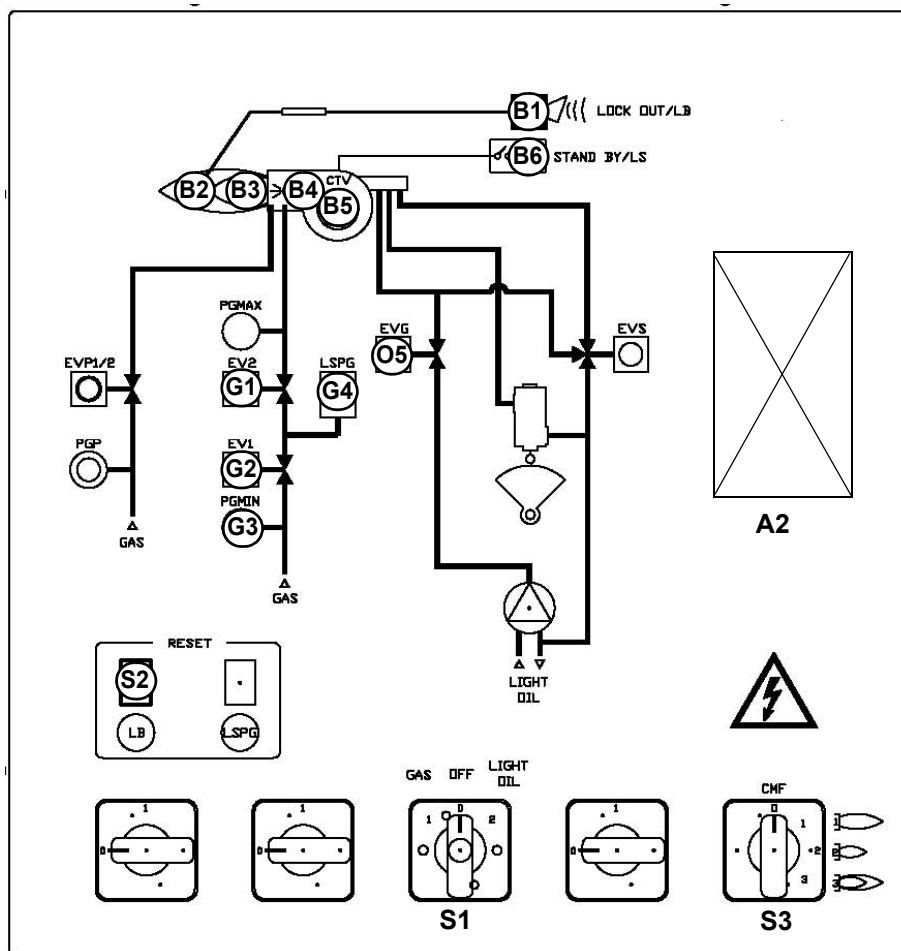 B1 LOCK OUT/LB
B6 STAND BY/LS
B2 B3 B4 CTV
B5
PGMAX
EVG
EVS
O5
EVP1/2
EV2
LSPG
G1
G4
PGP
EV1
G2
PGMIN
G3
A2
GAS
GAS
RESET
S2
LIGHT
OIL
LB
LSPG
GAS OFF LIGHT
OIL
CMF
0 1
0 1
1 0 2
0 1
0 1 2 3
1
2
3
S1
S3